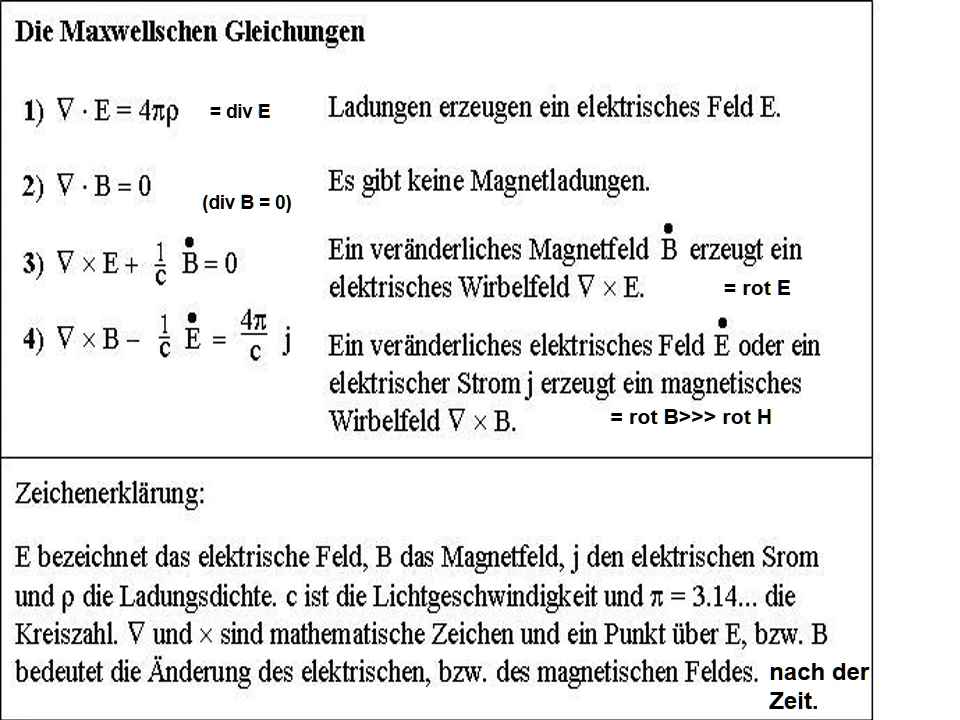 Die Maxwellschen Gleichungen
1) ∇ · E = 4πρ = div E Ladungen erzeugen ein elektrisches Feld E.
2) ∇ · B = 0 (div B = 0) Es gibt keine Magnetladungen.
3) ∇ × E + 1/c Ḃ = 0 Ein veränderliches Magnetfeld Ḃ erzeugt ein
elektrisches Wirbelfeld ∇ × E. = rot E
4) ∇ × B – 1/c Ė = 4π/c j Ein veränderliches elektrisches Feld Ė oder ein
elektrischer Strom j erzeugt ein magnetisches
Wirbelfeld ∇ × B. = rot B>>> rot H
Zeichenerklärung:
E bezeichnet das elektrische Feld, B das Magnetfeld, j den elektrischen Srom
und ρ die Ladungsdichte. c ist die Lichtgeschwindigkeit und π = 3.14... die
Kreiszahl. ∇ und × sind mathematische Zeichen und ein Punkt über E, bzw. B
bedeutet die Änderung des elektrischen, bzw. des magnetischen Feldes. nach der
Zeit.